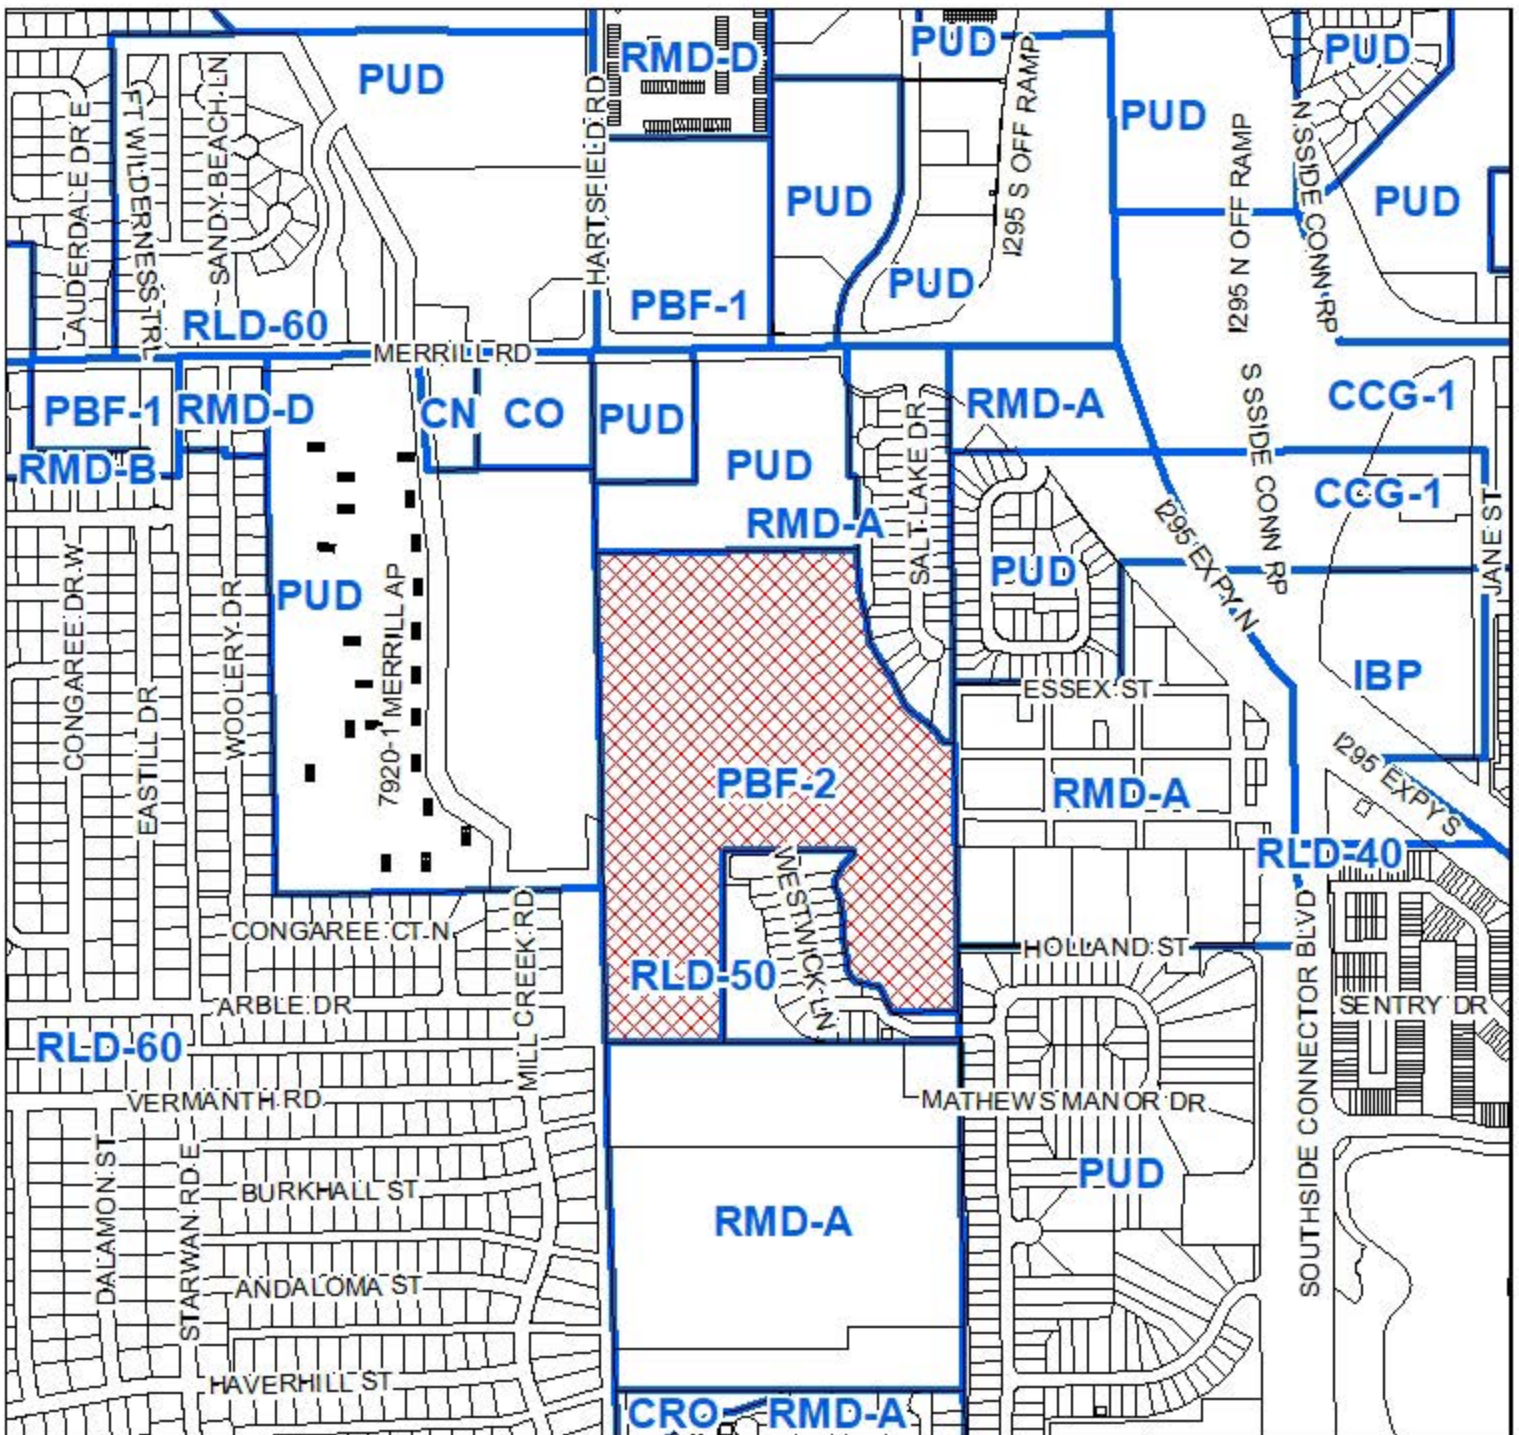 PUD
RMD-D
PUD
PUD
PUD
LAUDERDALE DR E
FT WILDERNESS TRL
SANDY BEACH LN
HARTSFIELD RD
I295 S OFF RAMP
I295 N OFF RAMP
N SSIDE CONN RP
PUD
PUD
PUD
RLD-60
PBF-1
MERRILL RD
PBF-1
RMD-D
CN
CO
PUD
PUD
RMD-A
CCG-1
RMD-B
RMD-A
CCG-1
SALT LAKE DR
S SSIDE CONN RP
I295 EXPY N
JANE ST
CONGAREE DR W
EASTILL DR
WOOLERY DR
PUD
7920-1 MERRILL AP
PUD
ESSEX ST
IBP
I295 EXPY S
PBF-2
RMD-A
RLD-40
WESTWICK LN
CONGAREE CT N
MILL CREEK RD
HOLLAND ST
RLD-50
ARBLE DR
SENTRY DR
RLD-60
VERMANTH RD
MATHEWS MANOR DR
SOUTHSIDE CONNECTOR BLVD
DALAMON ST
STARWAN RD E
BURKHALL ST
PUD
RMD-A
ANDALOMA ST
HAVERHILL ST
CRO
RMD-A